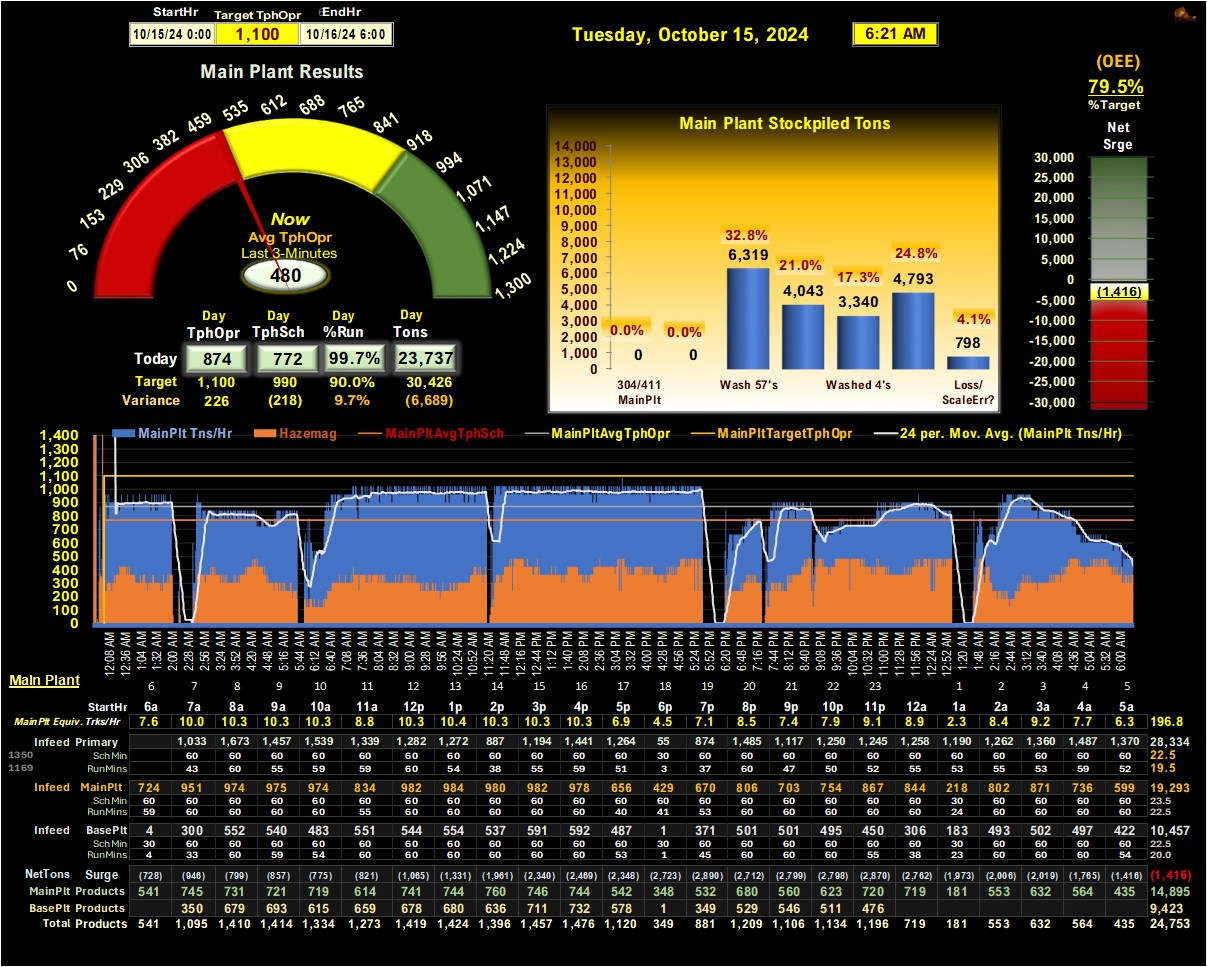 StartHr Target TphOpr EndHr
10/15/24 0:00 1,100 10/16/24 6:00
Tuesday, October 15, 2024 6:21 AM
(OEE)
79.5%
%Target
Net
Srge
30,000
25,000
20,000
15,000
10,000
5,000
0
(1,416)
-5,000
-10,000
-15,000
-20,000
-25,000
-30,000
Main Plant Results
0 76 153 229 306 382 459 535 612 688 765 841 918 994 1,071 1,147 1,224 1,300
Now
Avg TphOpr
Last 3-Minutes
480
Day Day Day Day
TphOpr TphSch %Run Tons
Today 874 772 99.7% 23,737
Target 1,100 990 90.0% 30,426
Variance 226 (218) 9.7% (6,689)
Main Plant Stockpiled Tons
14,000
13,000
12,000
11,000
10,000
9,000
8,000
7,000
6,000
5,000
4,000
3,000
2,000
1,000
0
0.0% 0.0% 32.8% 21.0% 17.3% 24.8% 4.1%
0 0 6,319 4,043 3,340 4,793 798
304/411 Wash 57's Washed 4's Loss/
MainPlt ScaleErr?
MainPlt Tns/Hr Hazemag MainPltAvgTphSch MainPltAvgTphOpr MainPltTargetTphOpr 24 per. Mov. Avg. (MainPlt Tns/Hr)
1,400
1,300
1,200
1,100
1,000
900
800
700
600
500
400
300
200
100
0
12:08 AM 12:36 AM 1:04 AM 1:32 AM 2:00 AM 2:28 AM 2:56 AM 3:24 AM 3:52 AM 4:20 AM 4:48 AM 5:16 AM 5:44 AM 6:12 AM 6:40 AM 7:08 AM 7:36 AM 8:04 AM 8:32 AM 9:00 AM 9:28 AM 9:56 AM 10:24 AM 10:52 AM 11:20 AM 11:48 AM 12:16 PM 12:44 PM 1:12 PM 1:40 PM 2:08 PM 2:36 PM 3:04 PM 3:32 PM 4:00 PM 4:28 PM 4:56 PM 5:24 PM 5:52 PM 6:20 PM 6:48 PM 7:16 PM 7:44 PM 8:12 PM 8:40 PM 9:08 PM 9:36 PM 10:04 PM 10:32 PM 11:00 PM 11:28 PM 11:56 PM 12:24 AM 12:52 AM 1:20 AM 1:48 AM 2:16 AM 2:44 AM 3:12 AM 3:40 AM 4:08 AM 4:36 AM 5:04 AM 5:32 AM 6:00 AM
Main Plant 6 7 8 9 10 11 12 13 14 15 16 17 18 19 20 21 22 23 1 2 3 4 5
StartHr 6a 7a 8a 9a 10a 11a 12p 1p 2p 3p 4p 5p 6p 7p 8p 9p 10p 11p 12a 1a 2a 3a 4a 5a
MainPlt Equiv. Trks/Hr 7.6 10.0 10.3 10.3 10.3 8.8 10.3 10.4 10.3 10.3 10.3 6.9 4.5 7.1 8.5 7.4 7.9 9.1 8.9 2.3 8.4 9.2 7.7 6.3 196.8
Infeed Primary 1,033 1,673 1,457 1,539 1,339 1,282 1,272 887 1,194 1,441 1,264 55 874 1,485 1,117 1,250 1,245 1,258 1,190 1,262 1,360 1,487 1,370 28,334
1350 SchMin 60 60 60 60 60 60 60 60 60 60 60 30 60 60 60 60 60 60 60 60 60 60 60 22.5
1169 RunMins 43 60 55 59 59 60 54 38 55 59 51 3 37 60 47 50 52 55 53 55 53 59 52 19.5
Infeed MainPlt 724 951 974 975 974 834 982 984 980 982 978 656 429 670 806 703 754 867 844 218 802 871 736 599 19,293
SchMin 60 60 60 60 60 60 60 60 60 60 60 60 60 60 60 60 60 60 60 30 60 60 60 60 23.5
RunMins 59 60 60 60 60 55 60 60 60 60 60 40 41 53 60 60 60 60 60 24 60 60 60 60 22.5
Infeed BasePlt 4 300 552 540 483 551 544 554 537 591 592 487 1 371 501 501 495 450 306 183 493 502 497 422 10,457
SchMin 30 60 60 60 60 60 60 60 60 60 60 60 30 60 60 60 60 60 60 30 60 60 60 60 22.5
RunMins 4 33 60 59 54 60 60 60 60 60 60 53 1 45 60 60 60 55 38 23 60 60 60 54 20.0
NetTons Surge (728) (946) (799) (857) (775) (821) (1,065) (1,331) (1,961) (2,340) (2,469) (2,348) (2,723) (2,890) (2,712) (2,799) (2,798) (2,870) (2,762) (1,973) (2,006) (2,019) (1,765) (1,416) (1,416)
MainPlt Products 541 745 731 721 719 614 741 744 760 746 744 542 348 532 680 560 623 720 719 181 553 632 564 435 14,895
BasePlt Products 350 679 693 615 659 678 680 636 711 732 578 1 349 529 546 511 476 9,423
Total Products 541 1,095 1,410 1,414 1,334 1,273 1,419 1,424 1,396 1,457 1,476 1,120 349 881 1,209 1,106 1,134 1,196 719 181 553 632 564 435 24,753